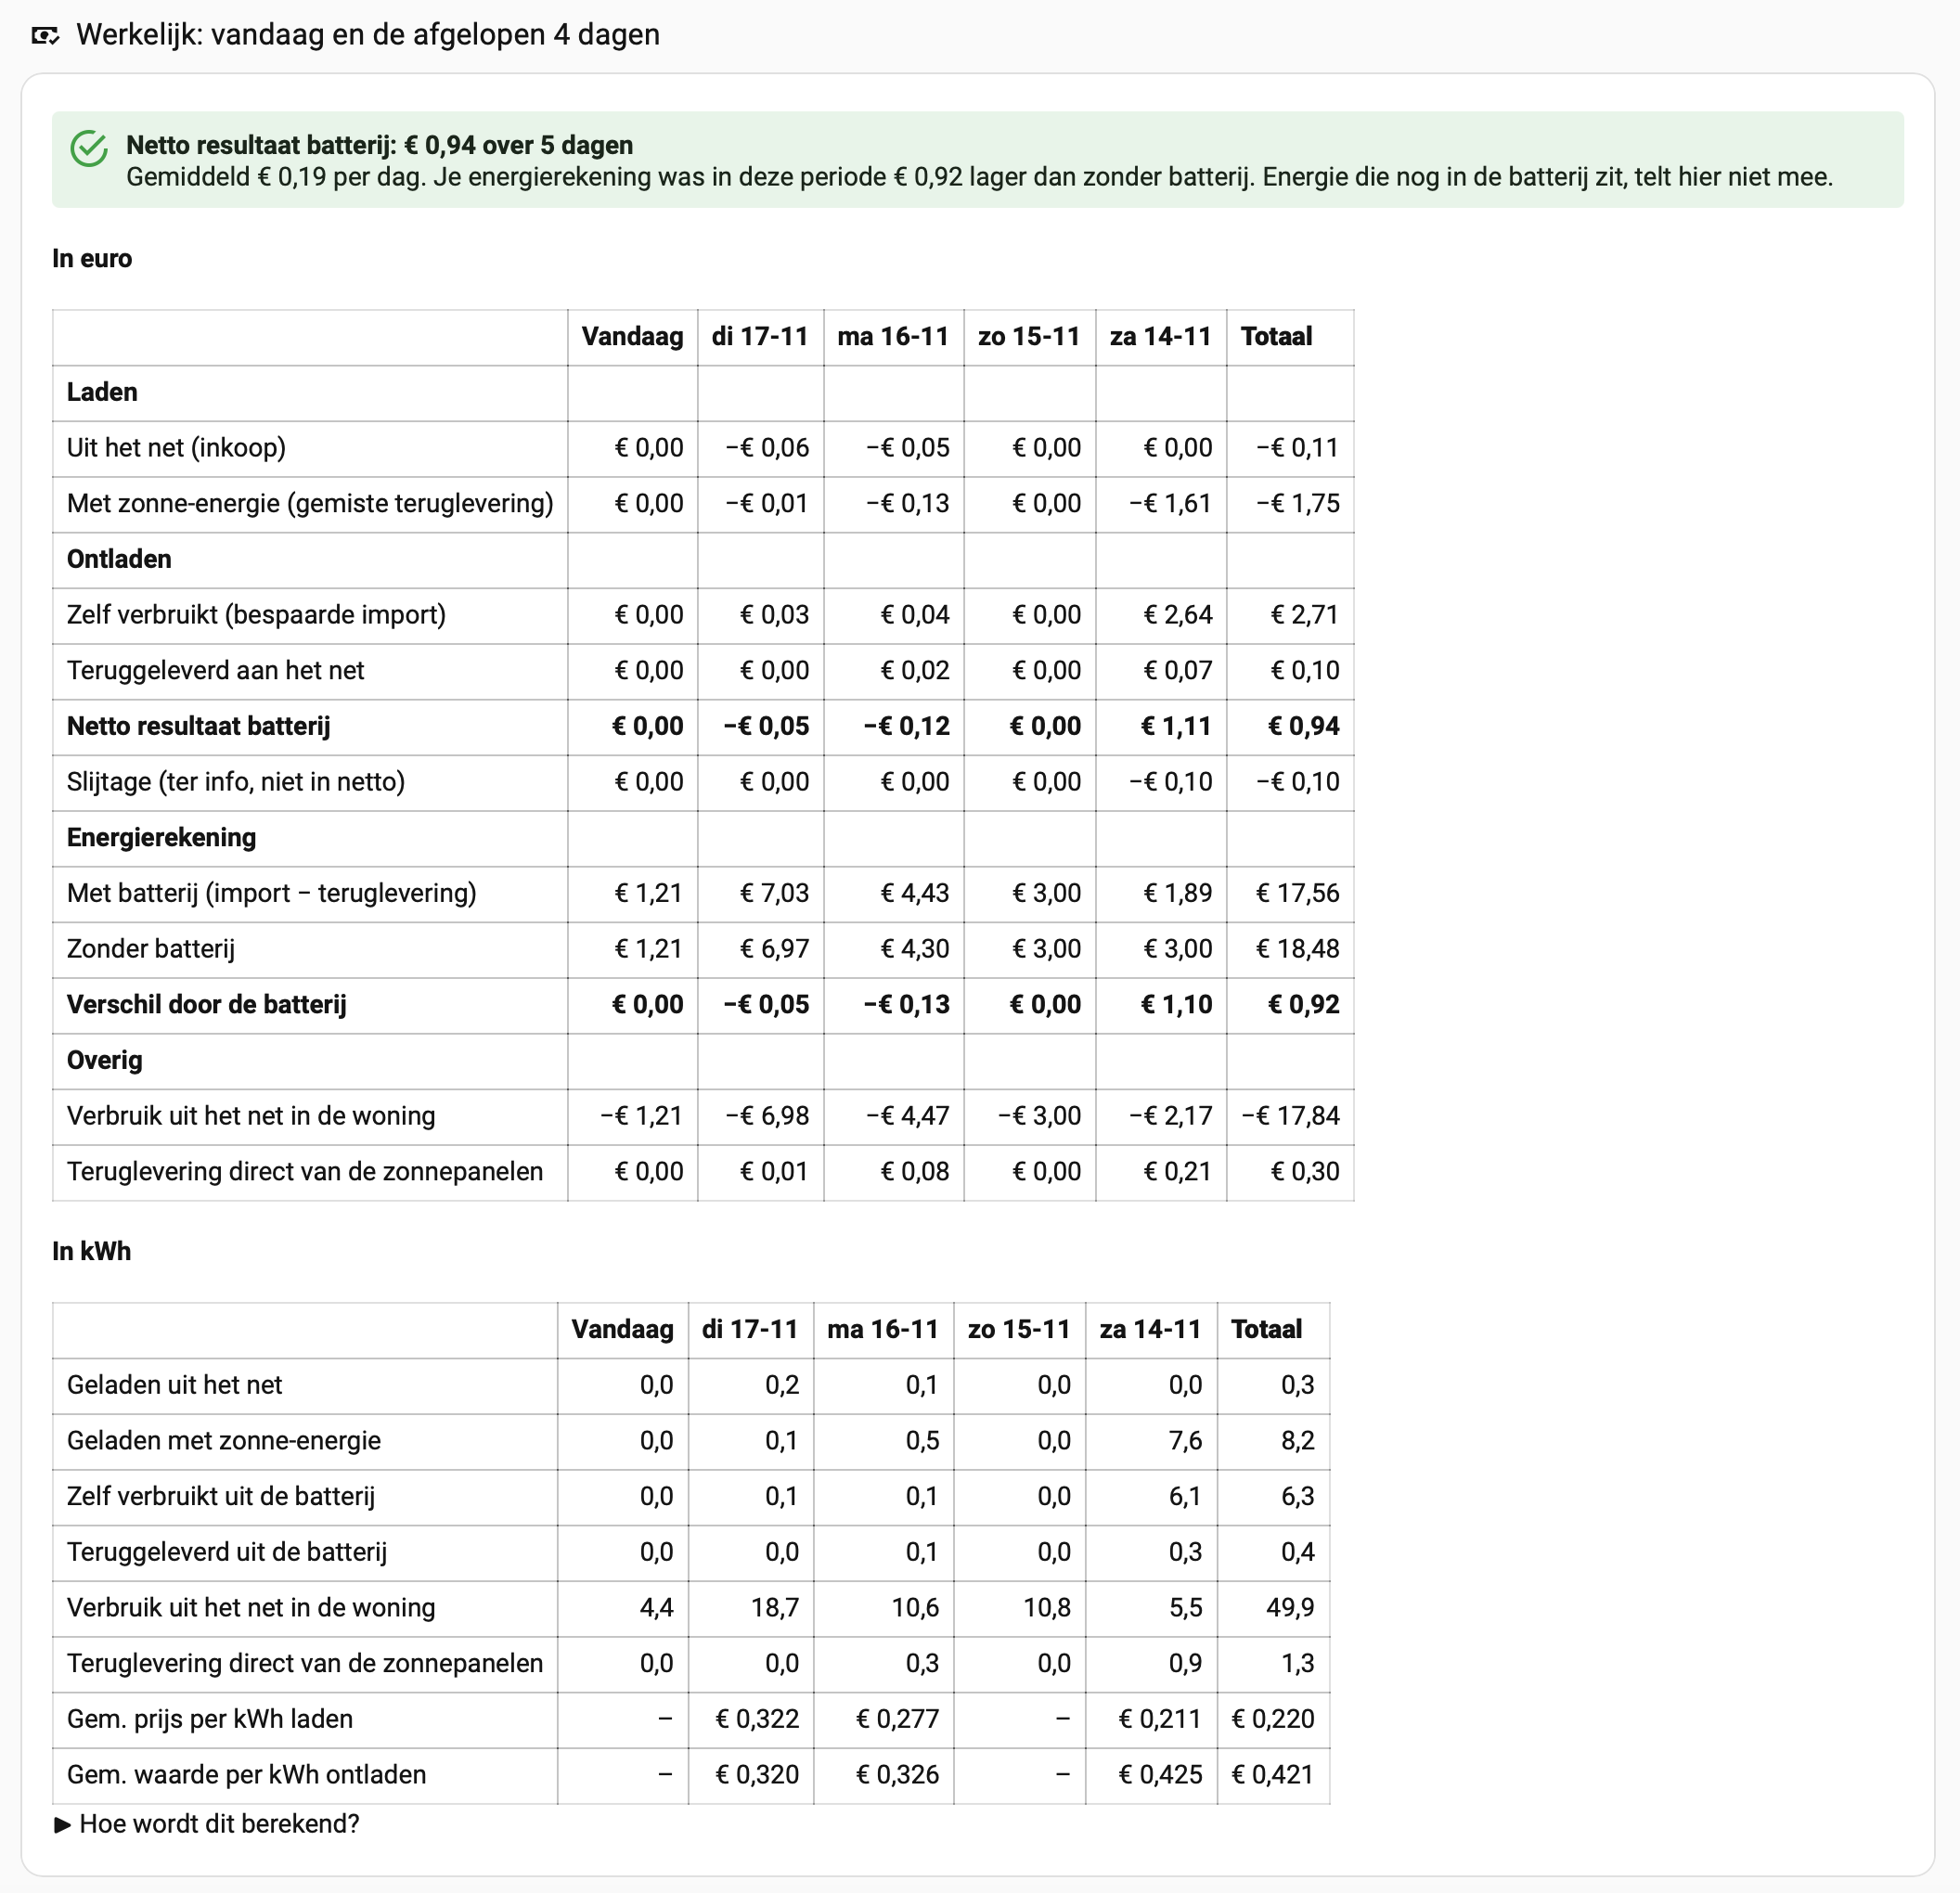 Werkelijk: vandaag en de afgelopen 4 dagen
Netto resultaat batterij: € 0,94 over 5 dagen
Gemiddeld € 0,19 per dag. Je energierekening was in deze periode € 0,92 lager dan zonder batterij. Energie die nog in de batterij zit, telt hier niet mee.
In euro
Vandaag di 17-11 ma 16-11 zo 15-11 za 14-11 Totaal
Laden
Uit het net (inkoop) € 0,00 −€ 0,06 −€ 0,05 € 0,00 € 0,00 −€ 0,11
Met zonne-energie (gemiste teruglevering) € 0,00 −€ 0,01 −€ 0,13 € 0,00 −€ 1,61 −€ 1,75
Ontladen
Zelf verbruikt (bespaarde import) € 0,00 € 0,03 € 0,04 € 0,00 € 2,64 € 2,71
Teruggeleverd aan het net € 0,00 € 0,00 € 0,02 € 0,00 € 0,07 € 0,10
Netto resultaat batterij € 0,00 −€ 0,05 −€ 0,12 € 0,00 € 1,11 € 0,94
Slijtage (ter info, niet in netto) € 0,00 € 0,00 € 0,00 € 0,00 −€ 0,10 −€ 0,10
Energierekening
Met batterij (import − teruglevering) € 1,21 € 7,03 € 4,43 € 3,00 € 1,89 € 17,56
Zonder batterij € 1,21 € 6,97 € 4,30 € 3,00 € 3,00 € 18,48
Verschil door de batterij € 0,00 −€ 0,05 −€ 0,13 € 0,00 € 1,10 € 0,92
Overig
Verbruik uit het net in de woning −€ 1,21 −€ 6,98 −€ 4,47 −€ 3,00 −€ 2,17 −€ 17,84
Teruglevering direct van de zonnepanelen € 0,00 € 0,01 € 0,08 € 0,00 € 0,21 € 0,30
In kWh
Vandaag di 17-11 ma 16-11 zo 15-11 za 14-11 Totaal
Geladen uit het net 0,0 0,2 0,1 0,0 0,0 0,3
Geladen met zonne-energie 0,0 0,1 0,5 0,0 7,6 8,2
Zelf verbruikt uit de batterij 0,0 0,1 0,1 0,0 6,1 6,3
Teruggeleverd uit de batterij 0,0 0,0 0,1 0,0 0,3 0,4
Verbruik uit het net in de woning 4,4 18,7 10,6 10,8 5,5 49,9
Teruglevering direct van de zonnepanelen 0,0 0,0 0,3 0,0 0,9 1,3
Gem. prijs per kWh laden – € 0,322 € 0,277 – € 0,211 € 0,220
Gem. waarde per kWh ontladen – € 0,320 € 0,326 – € 0,425 € 0,421
▶ Hoe wordt dit berekend?